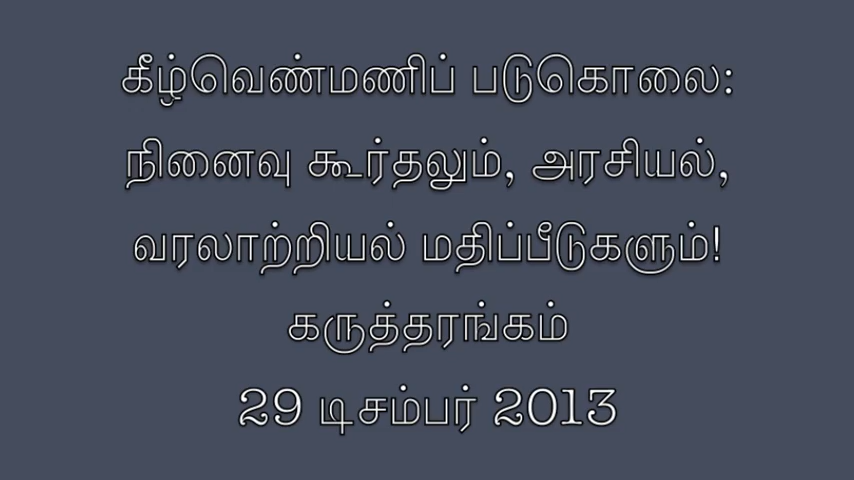 கீழ்வெண்மணிப் படுகொலை:
நினைவு கூர்தலும், அரசியல்,
வரலாற்றியல் மதிப்பீடுகளும்!
கருத்தரங்கம்
29 டிசம்பர் 2013